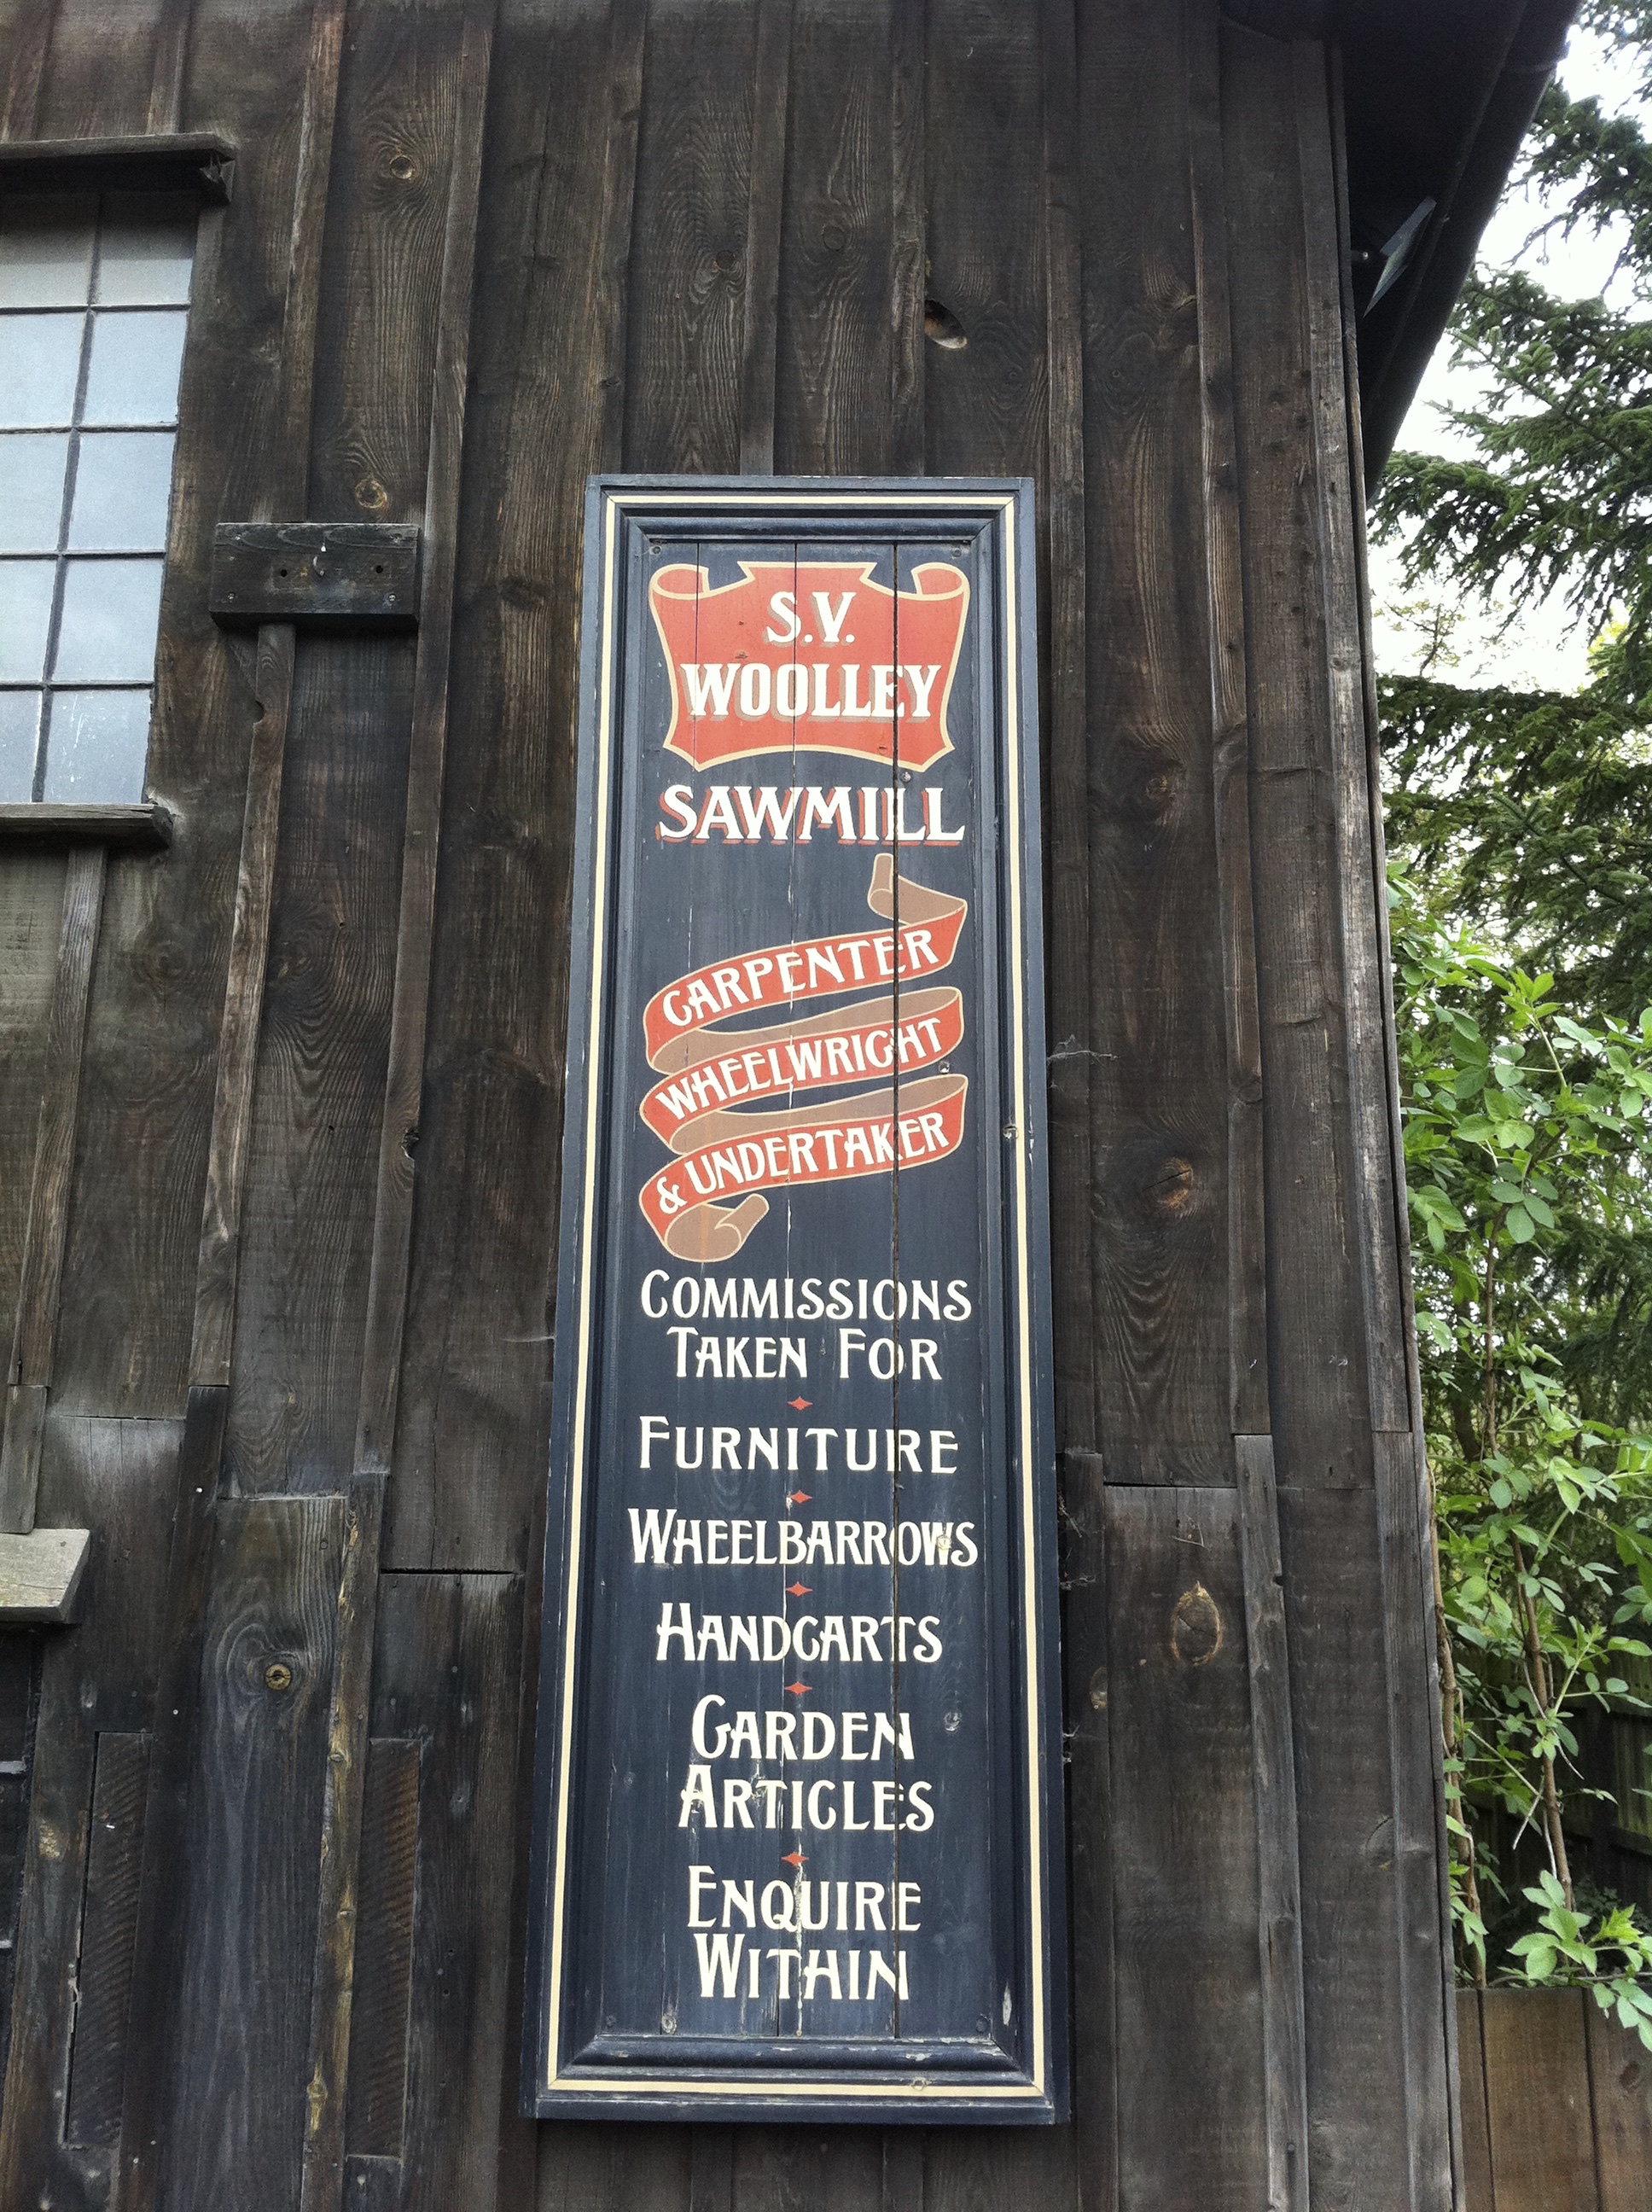 S.V.
WOOLLEY
SAWMILL
CARPENTER
WHEELWRIGHT
& UNDERTAKER
COMMISSIONS
TAKEN FOR
FURNITURE
WHEELBARROWS
HANDCARTS
GARDEN
ARTICLES
ENQUIRE
WITHIN